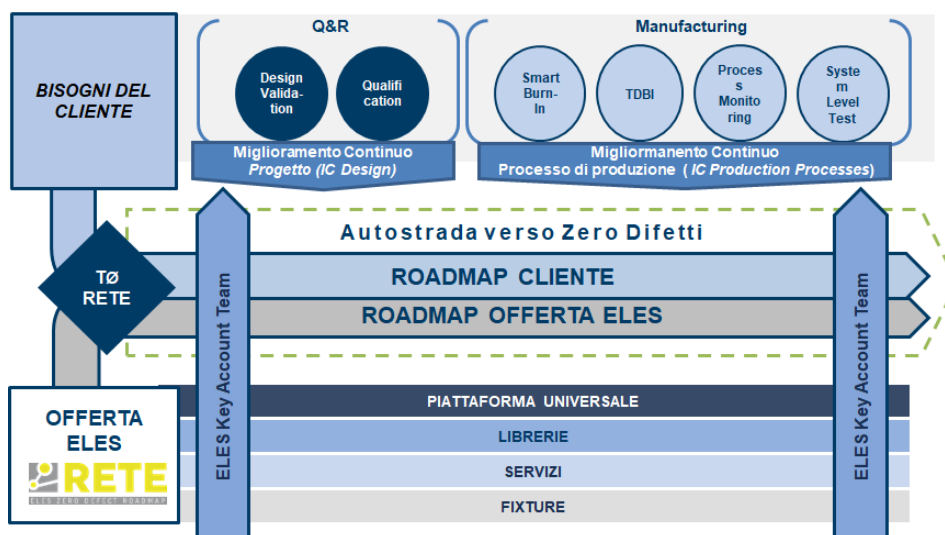 Q&R
Manufacturing
BISOGNI DEL
CLIENTE
Design
Valida-
tion
Qualifi
cation
Smart
Burn-
In
TDBI
Proces
s
Monito
ring
Syste
m
Level
Test
Miglioramento Continuo
Progetto (IC Design)
Migliormanento Continuo
Processo di produzione ( IC Production Processes)
Autostrada verso Zero Difetti
TØ
RETE
ROADMAP CLIENTE
ROADMAP OFFERTA ELES
ELES Key Account Team
ELES Key Account Team
OFFERTA
ELES
RETE
ELES ZERO DEFECT ROADMAP
PIATTAFORMA UNIVERSALE
LIBRERIE
SERVIZI
FIXTURE